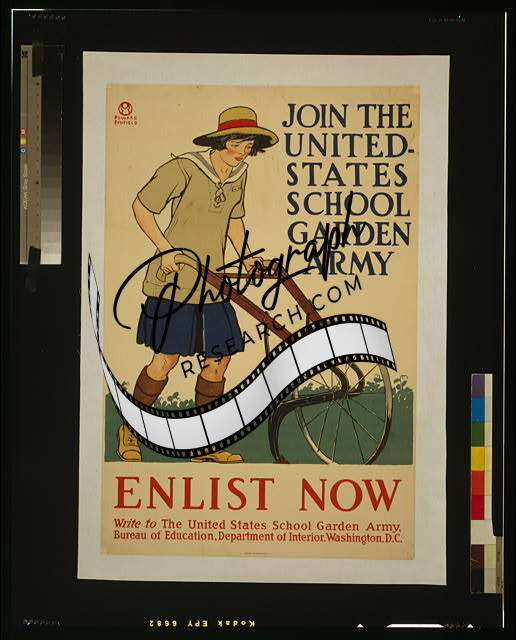 EDWARD
PENFIELD
JOIN THE
UNITED-
STATES
SCHOOL
GARDEN
ARMY
Photograph
RESEARCH.COM
ENLIST NOW
Write to The United States School Garden Army,
Bureau of Education, Department of Interior, Washington, D.C.
Kodak EPY 6682